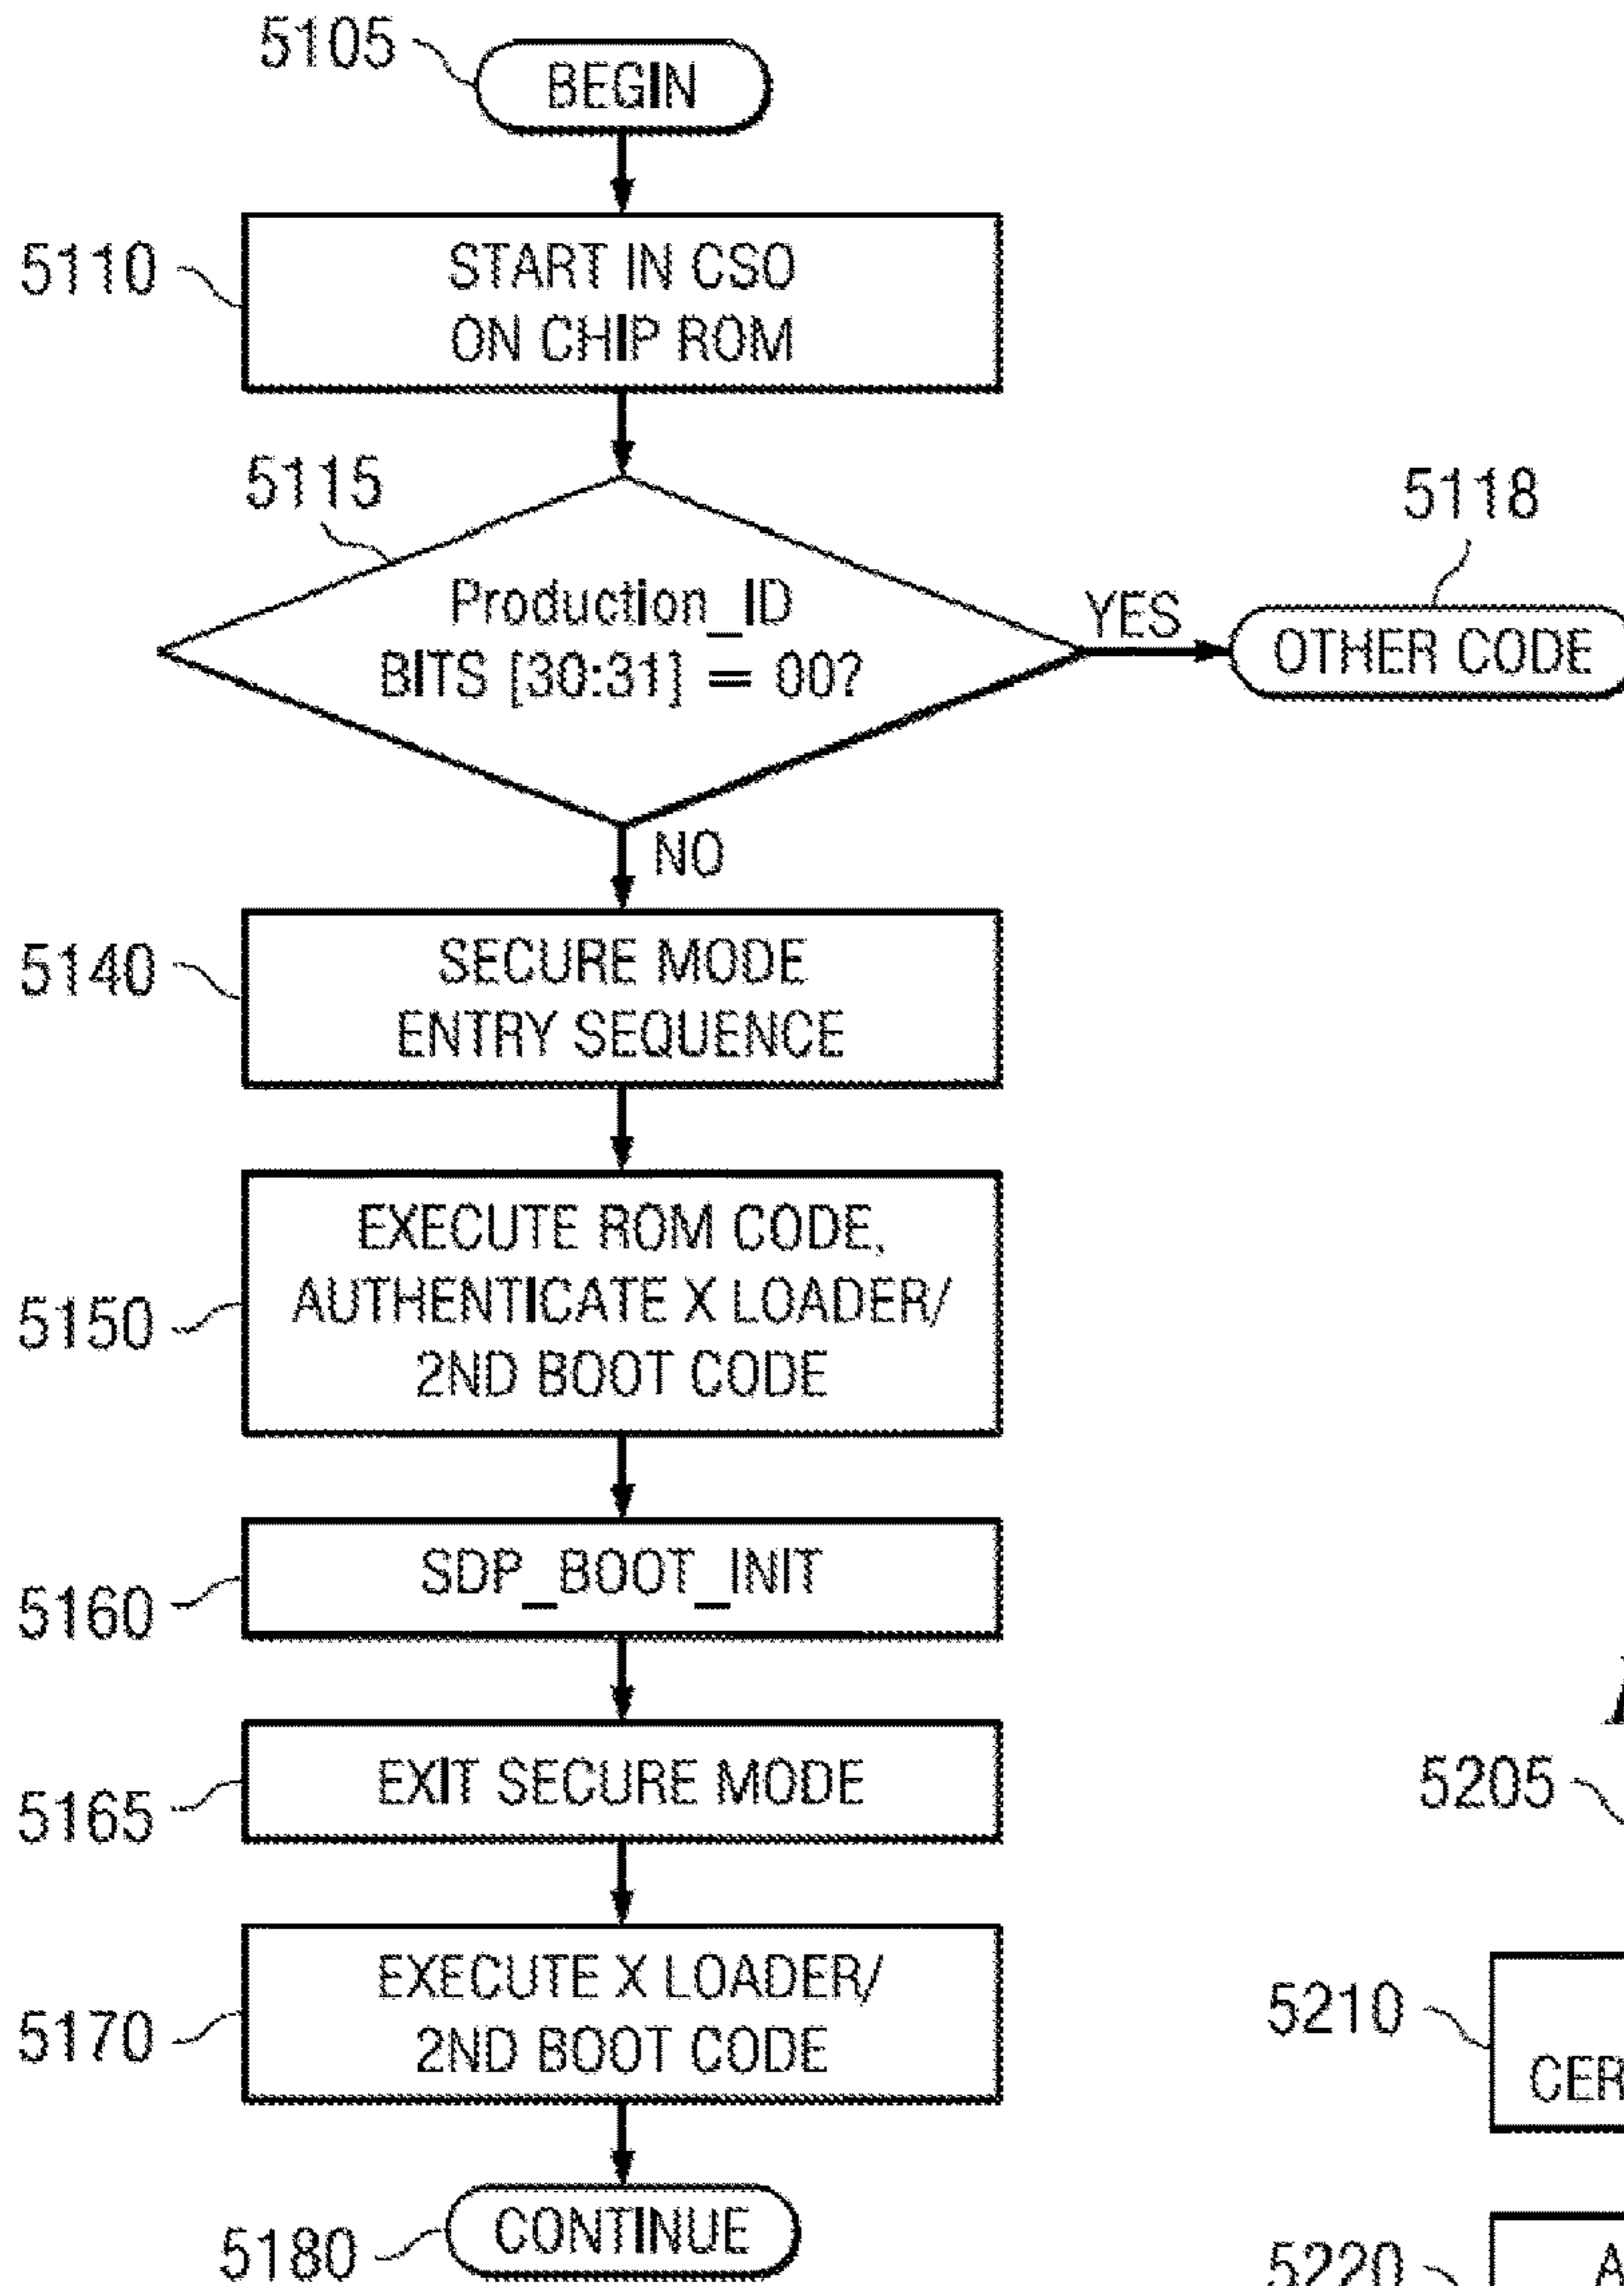 5105
BEGIN
5110
START IN CSO
ON CHIP ROM
5115
Production_ID
BITS [30:31] = 00?
YES
5118
OTHER CODE
NO
5140
SECURE MODE
ENTRY SEQUENCE
5150
EXECUTE ROM CODE,
AUTHENTICATE X LOADER/
2ND BOOT CODE
5160
SDP_BOOT_INIT
5165
EXIT SECURE MODE
5170
EXECUTE X LOADER/
2ND BOOT CODE
5180
CONTINUE
5205
5210
CER
5220
A